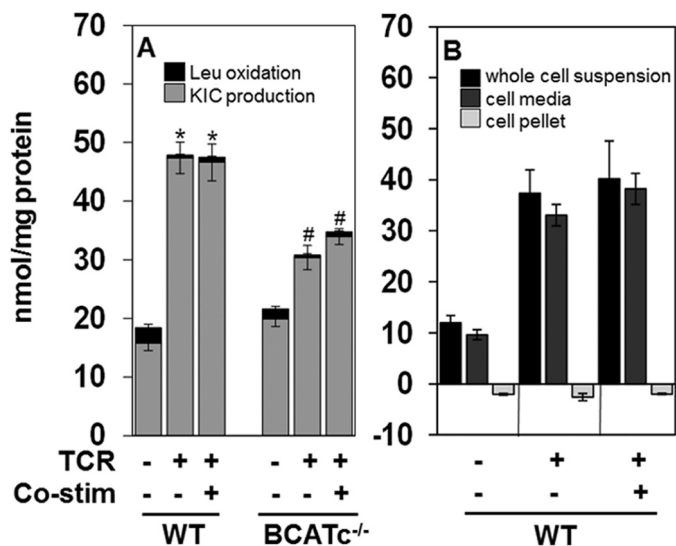 A
Leu oxidation
KIC production
nmol/mg protein
70
60
50
40
30
20
10
0
* *
# #
TCR - + + - + +
Co-stim - - + - - +
WT BCATc-/-
B
whole cell suspension
cell media
cell pellet
70
60
50
40
30
20
10
0
-10
- + +
- - +
WT